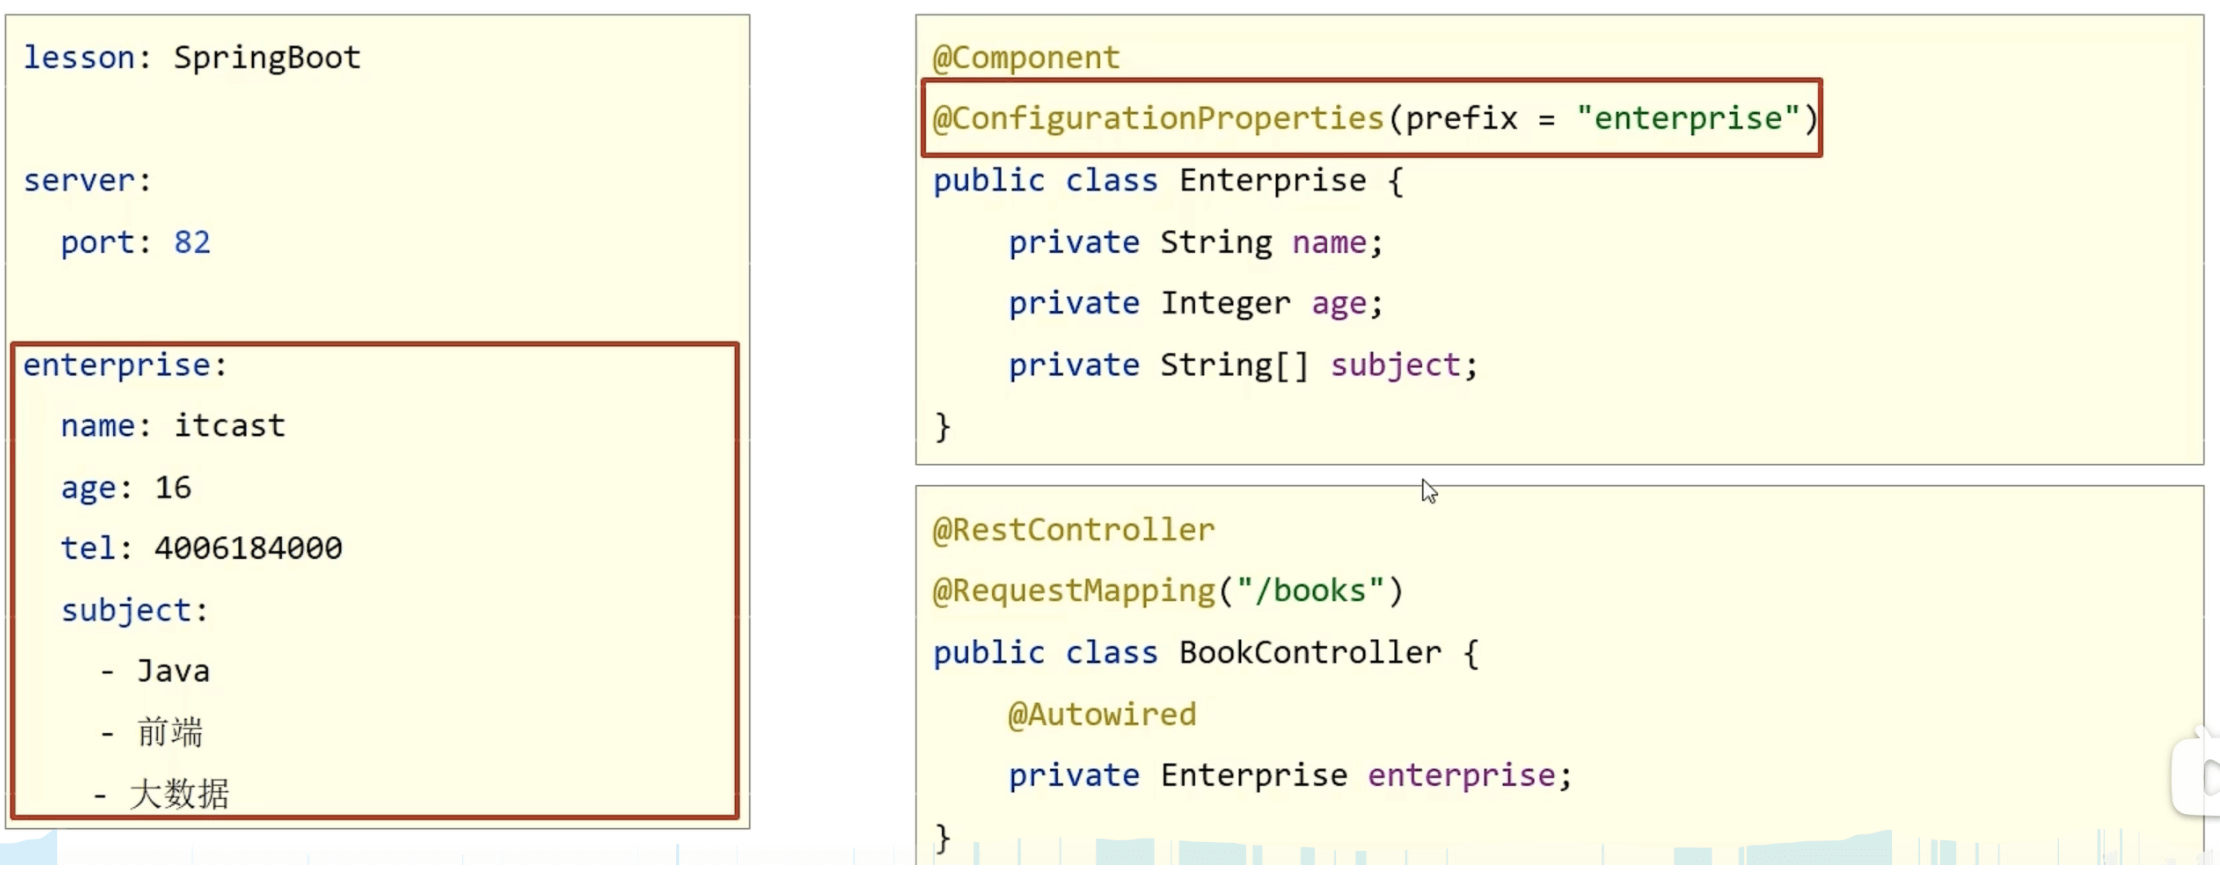 lesson: SpringBoot
server:
port: 82
enterprise:
name: itcast
age: 16
tel: 4006184000
subject:
- Java
- 前端
- 大数据
@Component
@ConfigurationProperties(prefix = "enterprise")
public class Enterprise {
private String name;
private Integer age;
private String[] subject;
}
@RestController
@RequestMapping("/books")
public class BookController {
@Autowired
private Enterprise enterprise;
}